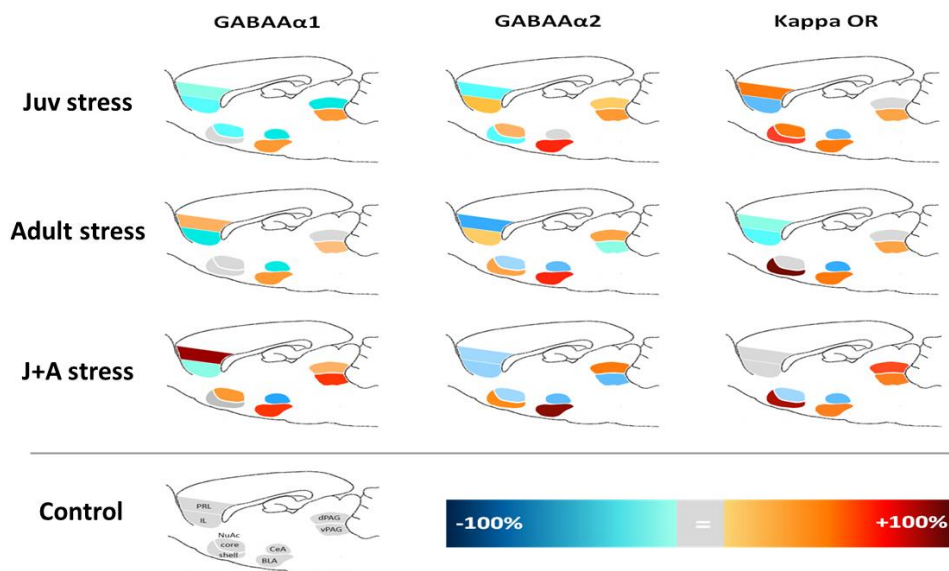 GABAAα1 GABAAα2 Kappa OR
Juv stress
Adult stress
J+A stress
Control
PRL
IL
NuAc
core
shell
CeA
BLA
dPAG
vPAG
-100% = +100%